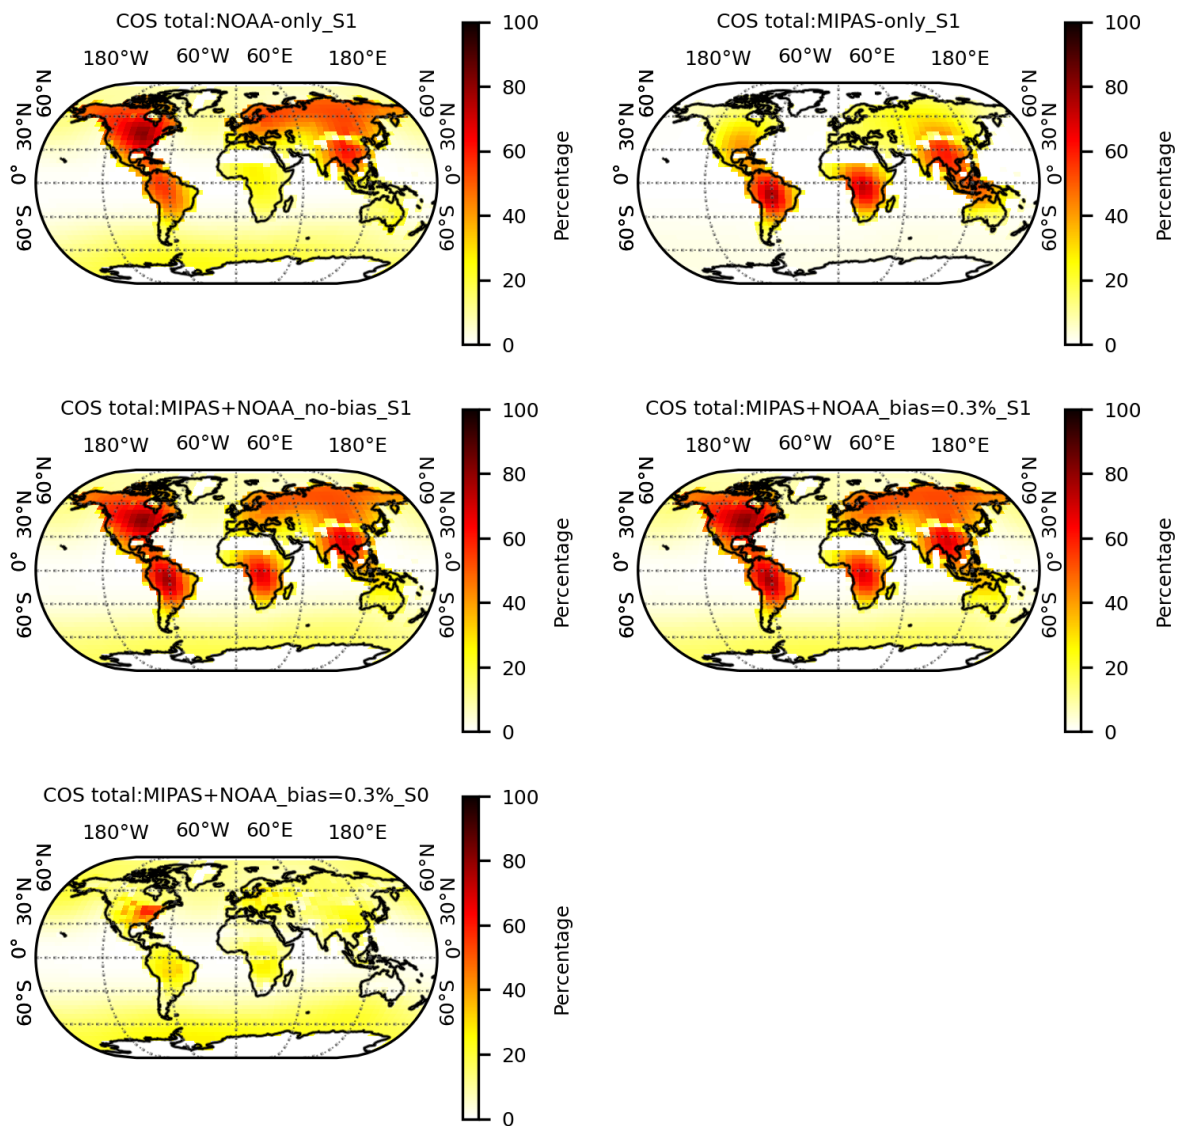 COS total:NOAA-only_S1
180°W 60°W 60°E 180°E
60°N
30°N
0°
60°S
60°N
30°N
0°
60°S
100
80
60
40
20
0
Percentage
COS total:MIPAS-only_S1
180°W 60°W 60°E 180°E
60°N
30°N
0°
60°S
60°N
30°N
0°
60°S
100
80
60
40
20
0
Percentage
COS total:MIPAS+NOAA_no-bias_S1
180°W 60°W 60°E 180°E
60°N
30°N
0°
60°S
60°N
30°N
0°
60°S
100
80
60
40
20
0
Percentage
COS total:MIPAS+NOAA_bias=0.3%_S1
180°W 60°W 60°E 180°E
60°N
30°N
0°
60°S
60°N
30°N
0°
60°S
100
80
60
40
20
0
Percentage
COS total:MIPAS+NOAA_bias=0.3%_S0
180°W 60°W 60°E 180°E
60°N
30°N
0°
60°S
60°N
30°N
0°
60°S
100
80
60
40
20
0
Percentage